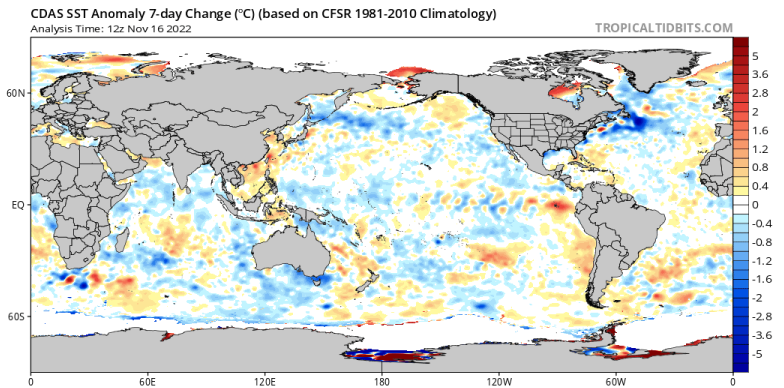 CDAS SST Anomaly 7-day Change (°C) (based on CFSR 1981-2010 Climatology)
Analysis Time: 12z Nov 16 2022
TROPICALTIDBITS.COM
60N
EQ
60S
0
60E
120E
180
120W
60W
0
5
3.6
2.8
2
1.6
1.2
0.8
0.4
0
-0.4
-0.8
-1.2
-1.6
-2
-2.8
-3.6
-5